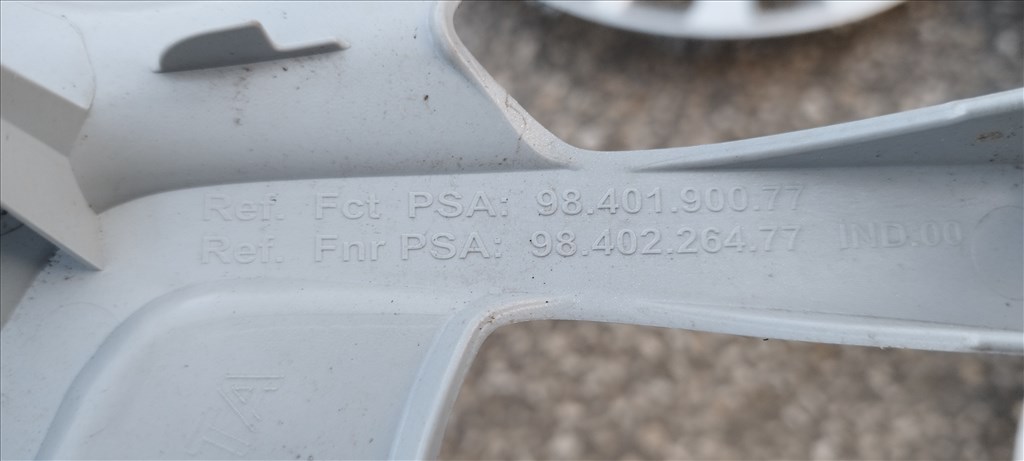 Ref. Fct PSA: 98.401.900.77
Ref. Fnr PSA: 98.402.264.77 IND.00